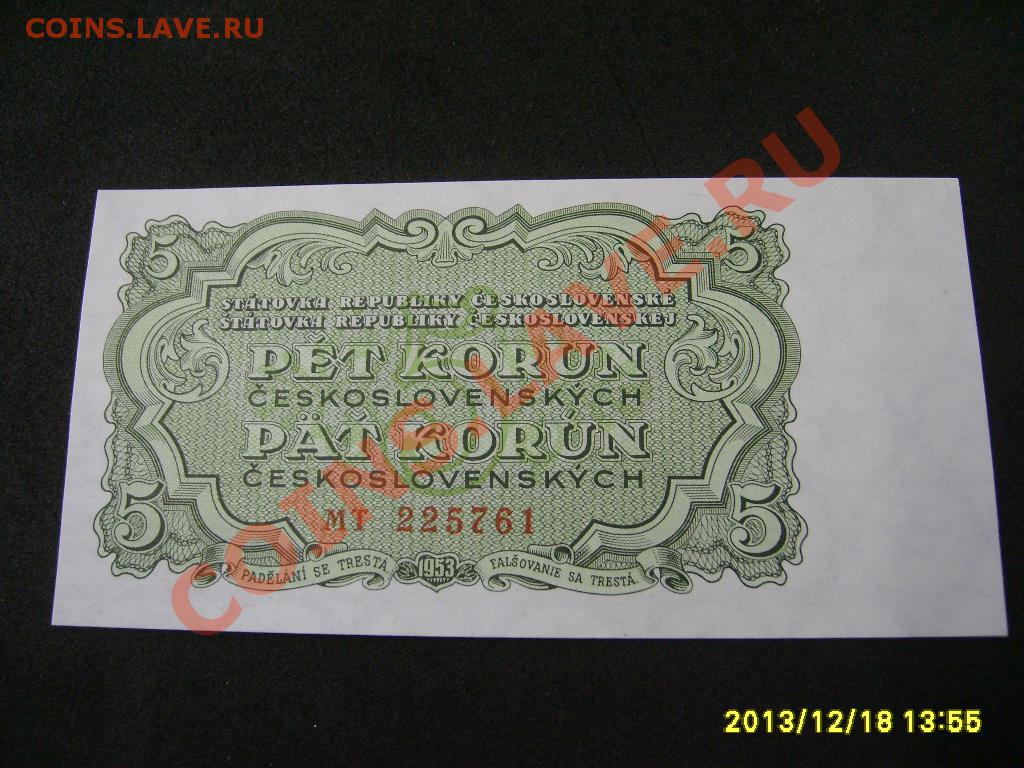 COINS.LAVE.RU
5 5
STÁTOVKA REPUBLIKY ČESKOSLOVENSKÉ
ŠTÁTOVKA REPUBLIKY ČESKOSLOVENSKEJ
PĚT KORUN
ČESKOSLOVENSKÝCH
PÄŤ KORÚN
ČESKOSLOVENSKÝCH
MT 225761
5 5
PADĚLÁNÍ SE TRESTÁ 1953 FALŠOVANIE SA TRESTÁ
COINS.LAVE.RU
2013/12/18 13:55